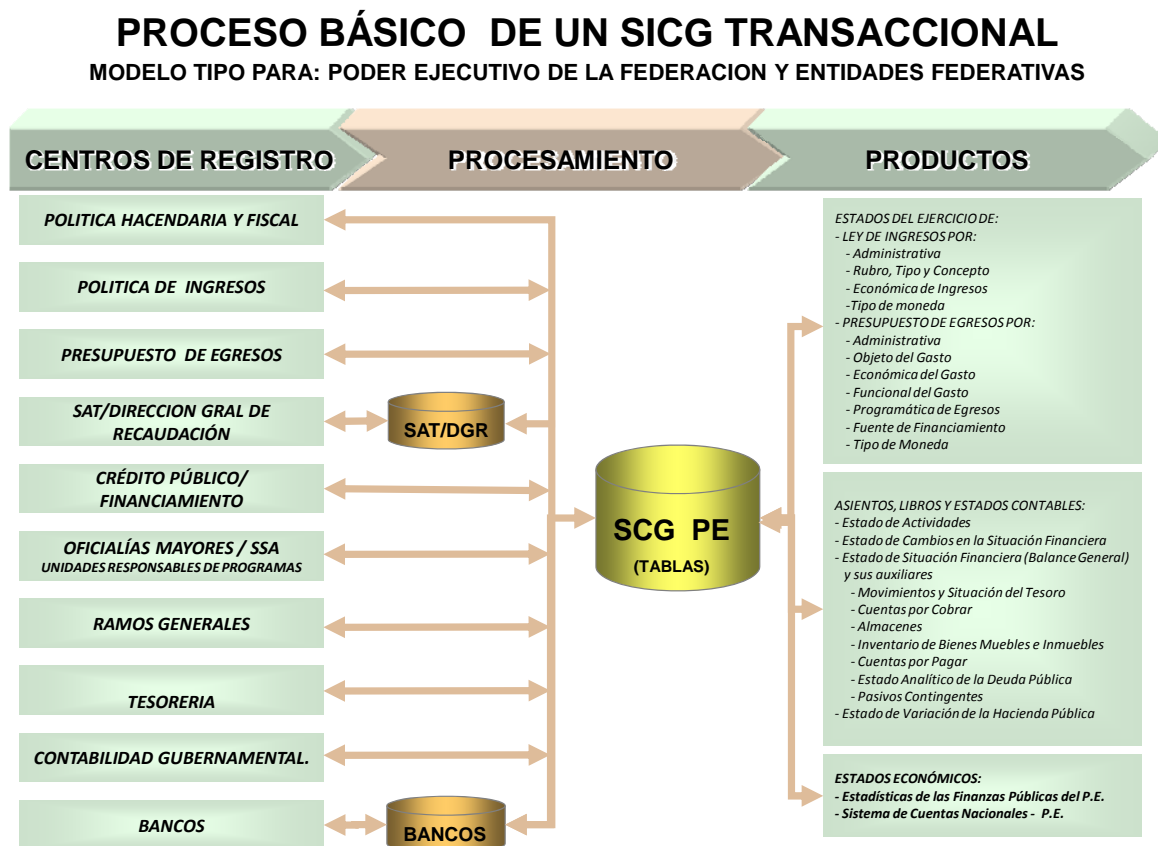 PROCESO BÁSICO DE UN SICG TRANSACCIONAL
MODELO TIPO PARA: PODER EJECUTIVO DE LA FEDERACION Y ENTIDADES FEDERATIVAS
CENTROS DE REGISTRO
PROCESAMIENTO
PRODUCTOS
POLITICA HACENDARIA Y FISCAL
POLITICA DE INGRESOS
PRESUPUESTO DE EGRESOS
SAT/DIRECCION GRAL DE
RECAUDACIÓN
CRÉDITO PÚBLICO/
FINANCIAMIENTO
OFICIALÍAS MAYORES / SSA
UNIDADES RESPONSABLES DE PROGRAMAS
RAMOS GENERALES
TESORERIA
CONTABILIDAD GUBERNAMENTAL.
BANCOS
SAT/DGR
BANCOS
SCG PE
(TABLAS)
ESTADOS DEL EJERCICIO DE:
- LEY DE INGRESOS POR:
- Administrativa
- Rubro, Tipo y Concepto
- Económica de Ingresos
-Tipo de moneda
- PRESUPUESTO DE EGRESOS POR:
- Administrativa
- Objeto del Gasto
- Económica del Gasto
- Funcional del Gasto
- Programática de Egresos
- Fuente de Financiamiento
- Tipo de Moneda
ASIENTOS, LIBROS Y ESTADOS CONTABLES:
- Estado de Actividades
- Estado de Cambios en la Situación Financiera
- Estado de Situación Financiera (Balance General)
y sus auxiliares
- Movimientos y Situación del Tesoro
- Cuentas por Cobrar
- Almacenes
- Inventario de Bienes Muebles e Inmuebles
- Cuentas por Pagar
- Estado Analítico de la Deuda Pública
- Pasivos Contingentes
- Estado de Variación de la Hacienda Pública
ESTADOS ECONÓMICOS:
- Estadísticas de las Finanzas Públicas del P.E.
- Sistema de Cuentas Nacionales - P.E.